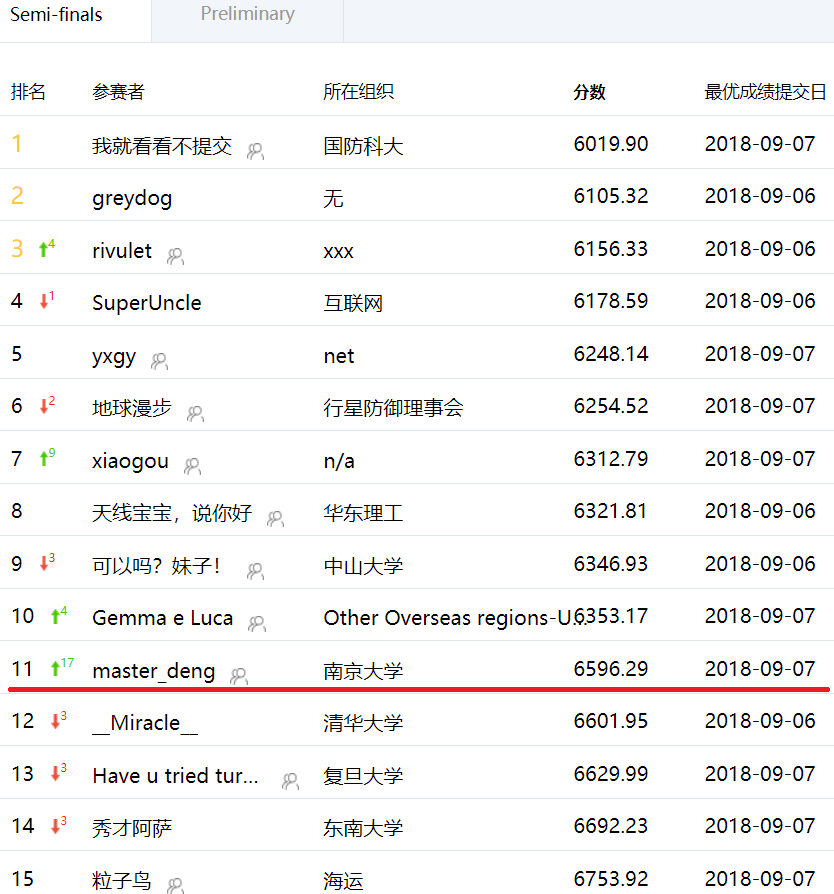 Semi-finals Preliminary
排名 参赛者 所在组织 分数 最优成绩提交日
1 我就看看不提交 国防科大 6019.90 2018-09-07
2 greydog 无 6105.32 2018-09-06
3 4 rivulet xxx 6156.33 2018-09-06
4 1 SuperUncle 互联网 6178.59 2018-09-06
5 yxgy net 6248.14 2018-09-07
6 2 地球漫步 行星防御理事会 6254.52 2018-09-07
7 9 xiaogou n/a 6312.79 2018-09-07
8 天线宝宝，说你好 华东理工 6321.81 2018-09-06
9 3 可以吗？妹子！ 中山大学 6346.93 2018-09-06
10 4 Gemma e Luca Other Overseas regions-U... 6353.17 2018-09-07
11 17 master_deng 南京大学 6596.29 2018-09-07
12 3 __Miracle__ 清华大学 6601.95 2018-09-06
13 3 Have u tried tur... 复旦大学 6629.99 2018-09-07
14 3 秀才阿萨 东南大学 6692.23 2018-09-07
15 粒子鸟 海运 6753.92 2018-09-07